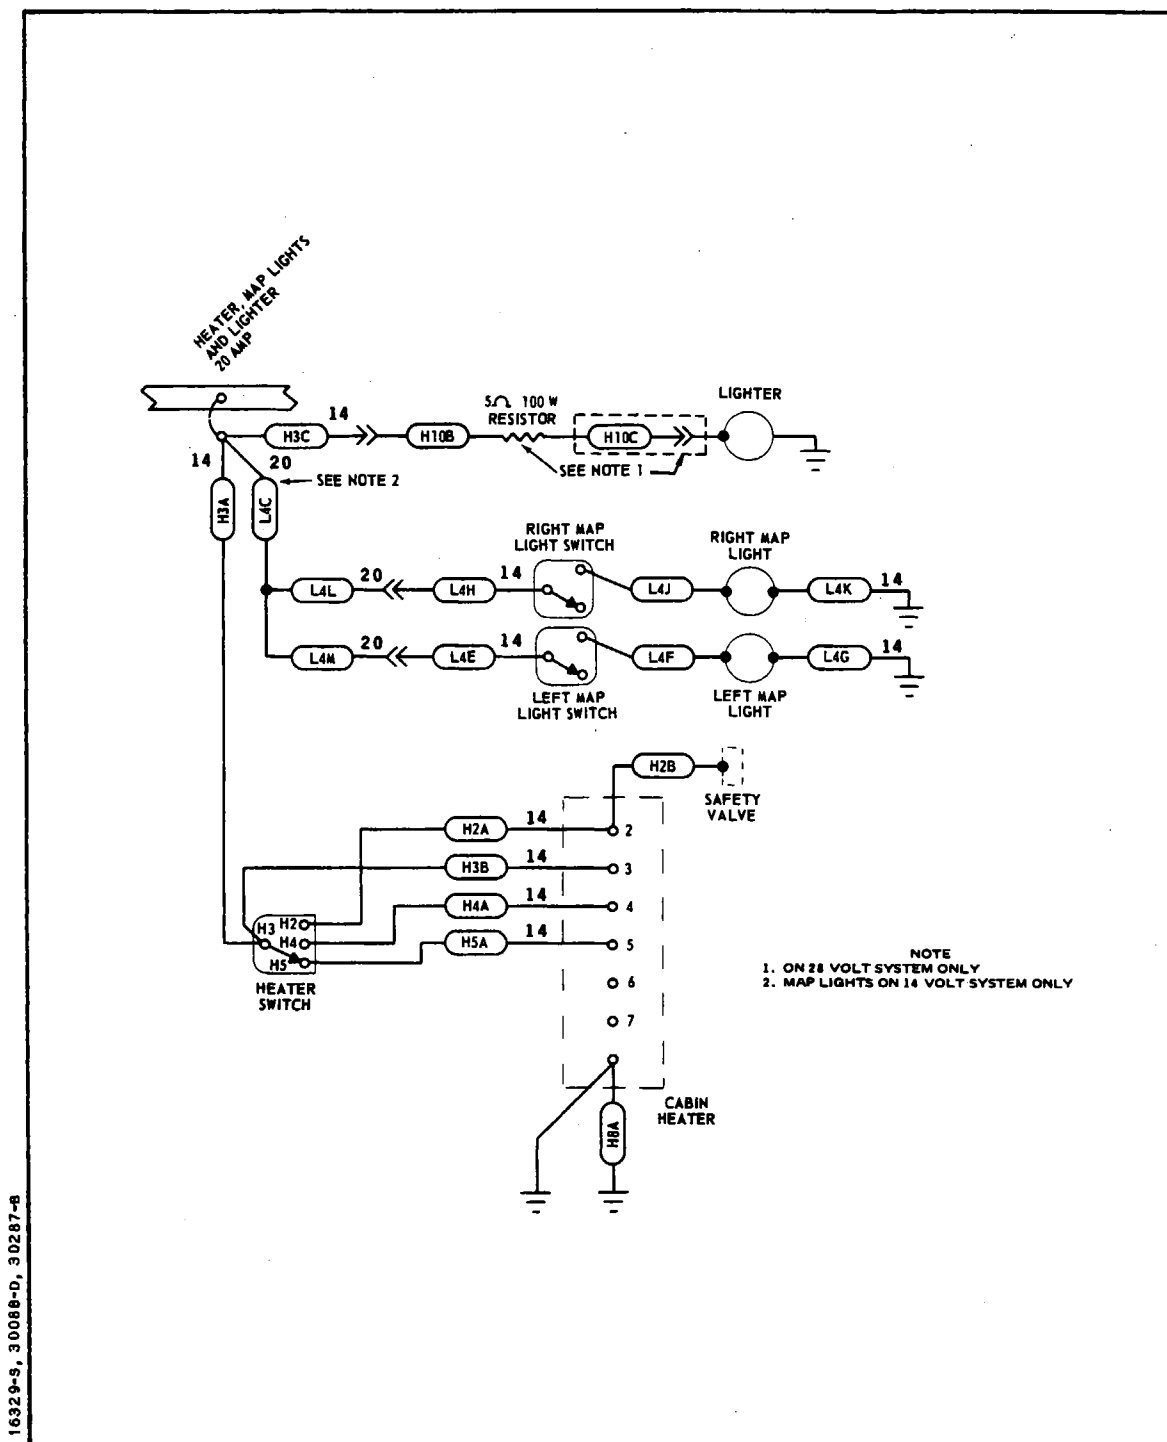 HEATER, MAP LIGHTS
AND LIGHTER
20 AMP
14
H3C
H10B
5Ω 100 W
RESISTOR
H10C
LIGHTER
SEE NOTE 1
14
20
SEE NOTE 2
H3A
L4C
RIGHT MAP
LIGHT SWITCH
RIGHT MAP
LIGHT
L4L
20
L4H
14
L4J
L4K
14
L4M
20
L4E
14
L4F
L4G
14
LEFT MAP
LIGHT SWITCH
LEFT MAP
LIGHT
H2B
SAFETY
VALVE
H2A
14
2
H3B
14
3
H4A
14
4
H5A
14
5
6
7
H3
H2
H4
H5
HEATER
SWITCH
NOTE
1. ON 28 VOLT SYSTEM ONLY
2. MAP LIGHTS ON 14 VOLT SYSTEM ONLY
CABIN
HEATER
H8A
16329-S, 30088-D, 30287-B